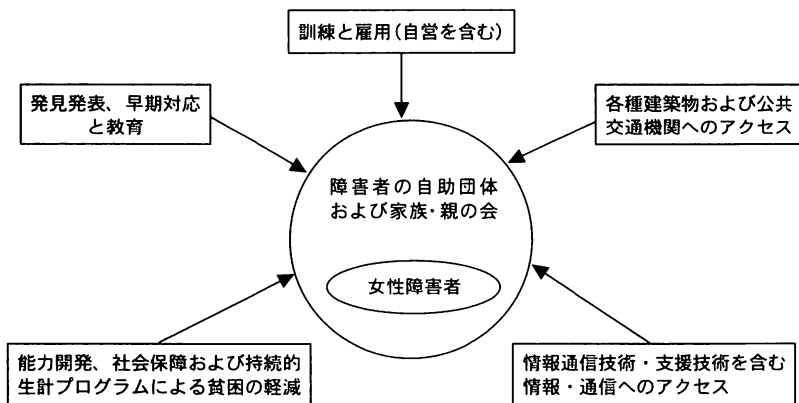 訓練と雇用(自営を含む)
発見発表、早期対応
と教育
各種建築物および公共
交通機関へのアクセス
障害者の自助団体
および家族・親の会
女性障害者
能力開発、社会保障および持続的
生計プログラムによる貧困の軽減
情報通信技術・支援技術を含む
情報・通信へのアクセス